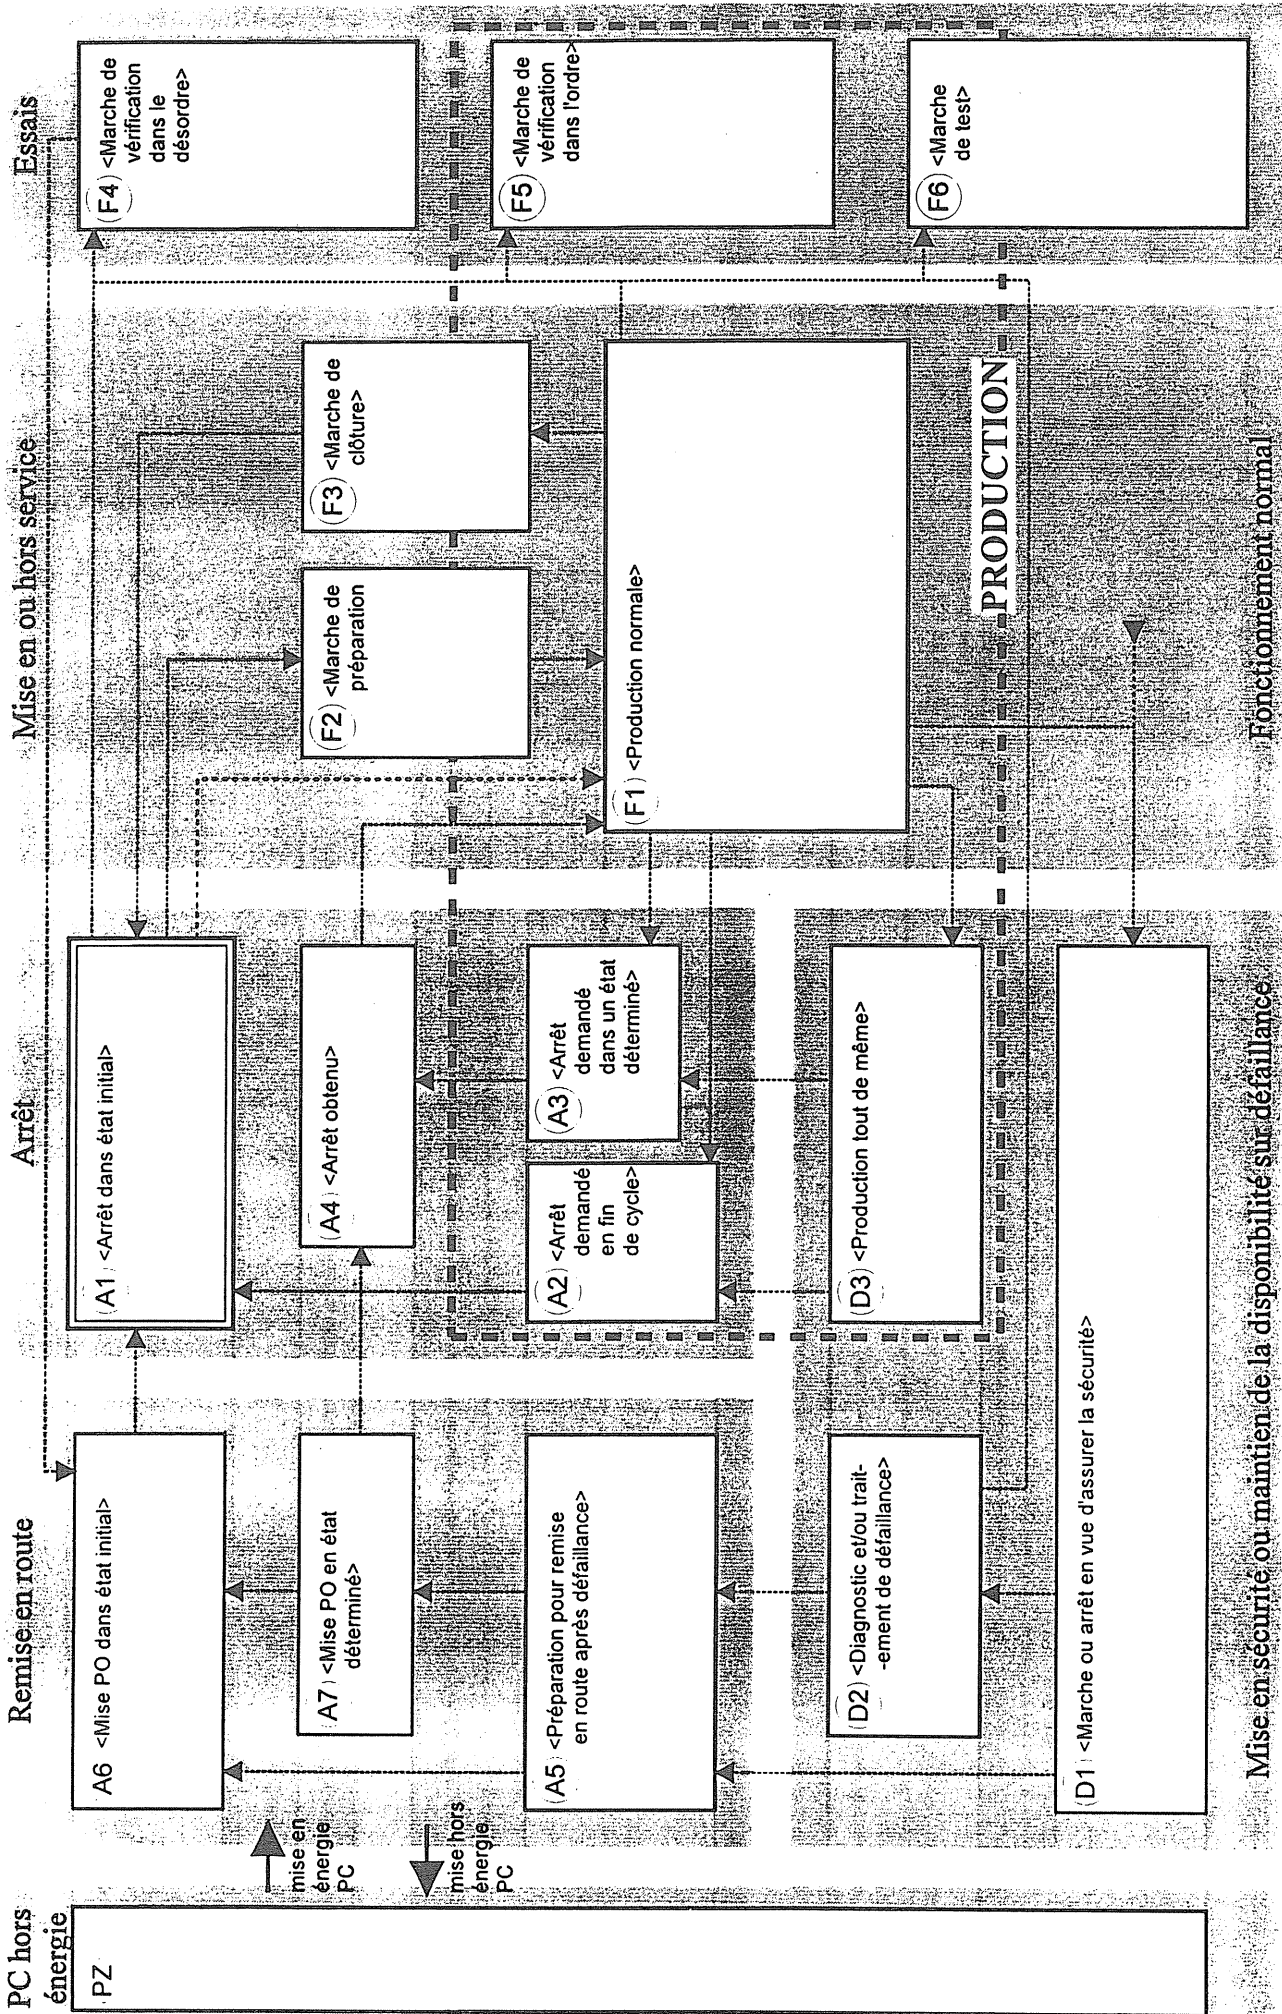 PC hors
énergie
PZ
mise en
énergie
PC
mise hors
énergie
PC
Remise en route
A6 <Mise PO dans état initial>
A7 <Mise PO en état
déterminé>
A5 <Préparation pour remise
en route après défaillance>
D2 <Diagnostic et/ou trait-
-ement de défaillance>
D1 <Marche ou arrêt en vue d'assurer la sécurité>
Arrêt
A1 <Arrêt dans état initial>
A4 <Arrêt obtenu>
A2 <Arrêt
demandé
en fin
de cycle>
A3 <Arrêt
demandé
dans un état
déterminé>
D3 <Production tout de même>
Mise en sécurité ou maintien de la disponibilité sur défaillance
Mise en ou hors service
F2 <Marche de
préparation
F3 <Marche de
clôture>
F1 <Production normale>
PRODUCTION
Fonctionnement normal
Essais
F4 <Marche de
vérification
dans le
désordre>
F5 <Marche de
vérification
dans l'ordre>
F6 <Marche
de test>